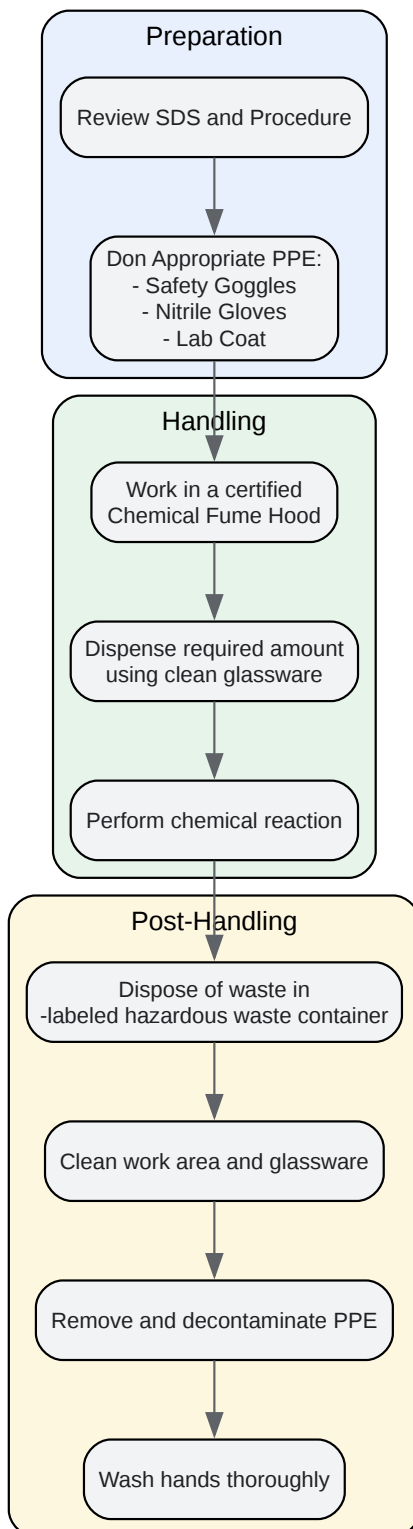 Preparation
Review SDS and Procedure
Don Appropriate PPE:
- Safety Goggles
- Nitrile Gloves
- Lab Coat
Handling
Work in a certified
Chemical Fume Hood
Dispense required amount
using clean glassware
Perform chemical reaction
Post-Handling
Dispose of waste in
-labeled hazardous waste container
Clean work area and glassware
Remove and decontaminate PPE
Wash hands thoroughly